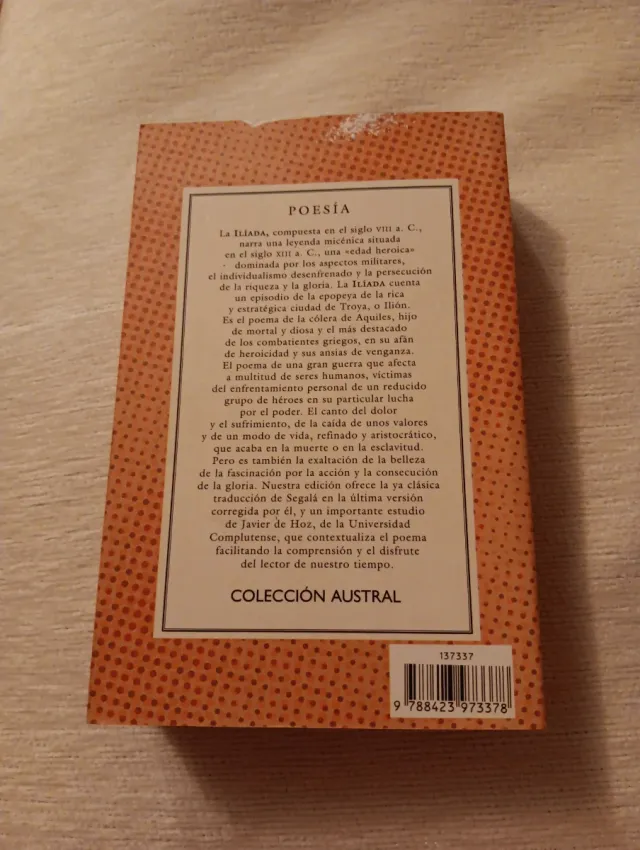 POESÍA
La ILÍADA, compuesta en el siglo VIII a. C.,
narra una leyenda micénica situada
en el siglo XIII a. C., una «edad heroica»
dominada por los aspectos militares,
el individualismo desenfrenado y la persecución
de la riqueza y la gloria. La ILÍADA cuenta
un episodio de la epopeya de la rica
y estratégica ciudad de Troya, o Ilión.
Es el poema de la cólera de Aquiles, hijo
de mortal y diosa y el más destacado
de los combatientes griegos, en su afán
de heroicidad y sus ansias de venganza.
El poema de una gran guerra que afecta
a multitud de seres humanos, víctimas
del enfrentamiento personal de un reducido
grupo de héroes en su particular lucha
por el poder. El canto del dolor
y el sufrimiento, de la caída de unos valores
y de un modo de vida, refinado y aristocrático,
que acaba en la muerte o en la esclavitud.
Pero es también la exaltación de la belleza
de la fascinación por la acción y la consecución
de la gloria. Nuestra edición ofrece la ya clásica
traducción de Segalá en la última versión
corregida por él, y un importante estudio
de Javier de Hoz, de la Universidad
Complutense, que contextualiza el poema
facilitando la comprensión y el disfrute
del lector de nuestro tiempo.
COLECCIÓN AUSTRAL
137337
9 788423 973378